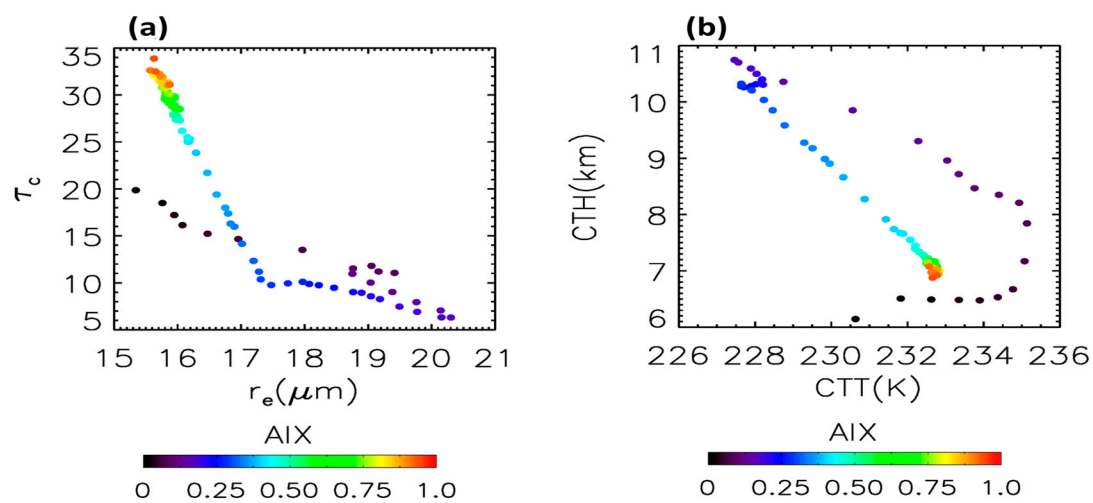 (a)
35
30
25
20
15
10
5
τc
15 16 17 18 19 20 21
re(μm)
AIX
0 0.25 0.50 0.75 1.0
(b)
11
10
9
8
7
6
CTH(km)
226 228 230 232 234 236
CTT(K)
AIX
0 0.25 0.50 0.75 1.0